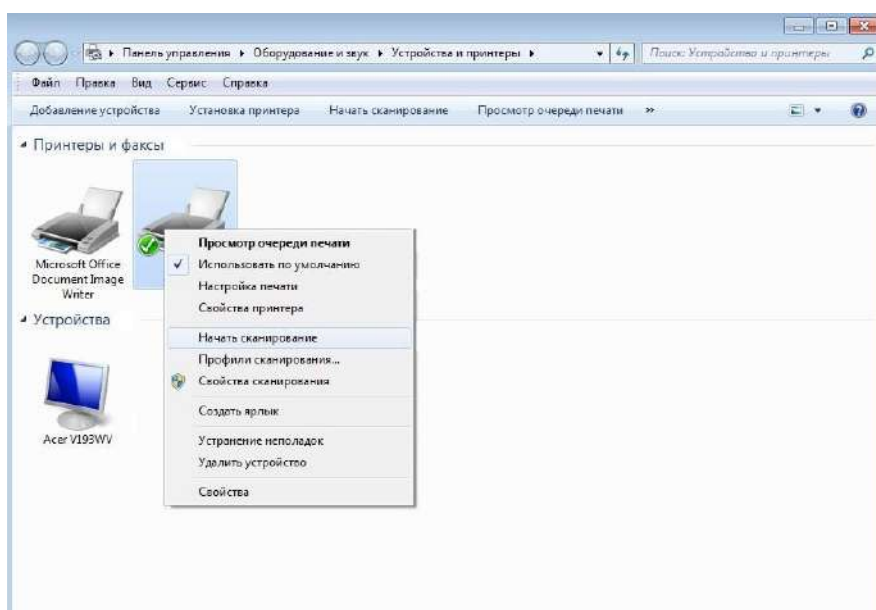 Панель управления ▸ Оборудование и звук ▸ Устройства и принтеры ▸
Поиск: Устройства и принтеры
Файл Правка Вид Сервис Справка
Добавление устройства Установка принтера Начать сканирование Просмотр очереди печати »
Принтеры и факсы
Microsoft Office
Document Image
Writer
Просмотр очереди печати
Использовать по умолчанию
Настройка печати
Свойства принтера
Начать сканирование
Профили сканирования...
Свойства сканирования
Создать ярлык
Устранение неполадок
Удалить устройство
Свойства
Устройства
Acer V193WV